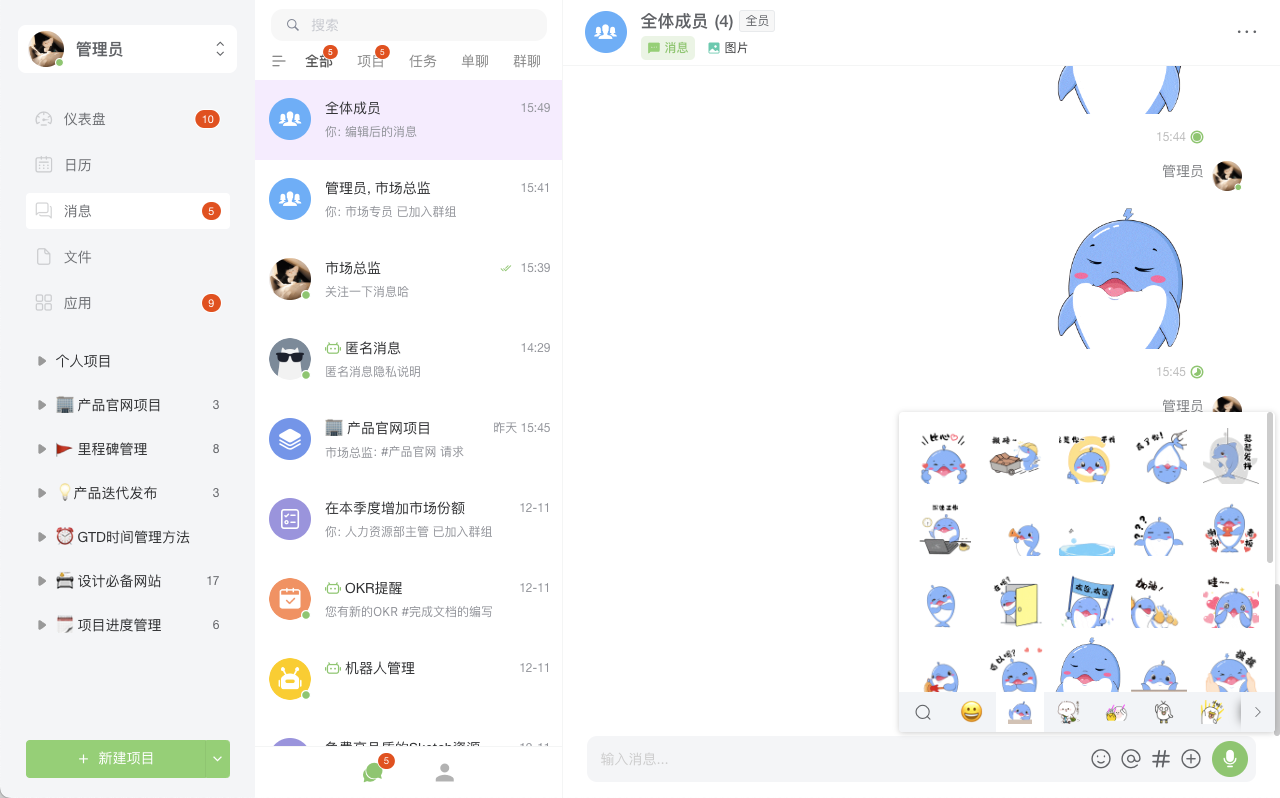 管理员
仪表盘
10
日历
消息
5
文件
应用
9
个人项目
产品官网项目
3
里程碑管理
8
产品迭代发布
3
GTD时间管理方法
设计必备网站
17
项目进度管理
6
+ 新建项目
搜索
全部
5
项目
5
任务
单聊
群聊
全体成员
15:49
你: 编辑后的消息
管理员, 市场总监
15:41
你: 市场专员 已加入群组
市场总监
15:39
关注一下消息哈
匿名消息
14:29
匿名消息隐私说明
产品官网项目
昨天 15:45
市场总监: #产品官网 请求
在本季度增加市场份额
12-11
你: 人力资源部主管 已加入群组
OKR提醒
12-11
您有新的OKR #完成文档的编写
机器人管理
12-11
5
全体成员 (4)
全员
消息
图片
15:44
管理员
15:45
管理员
比心
加油!
哇~~
输入消息...